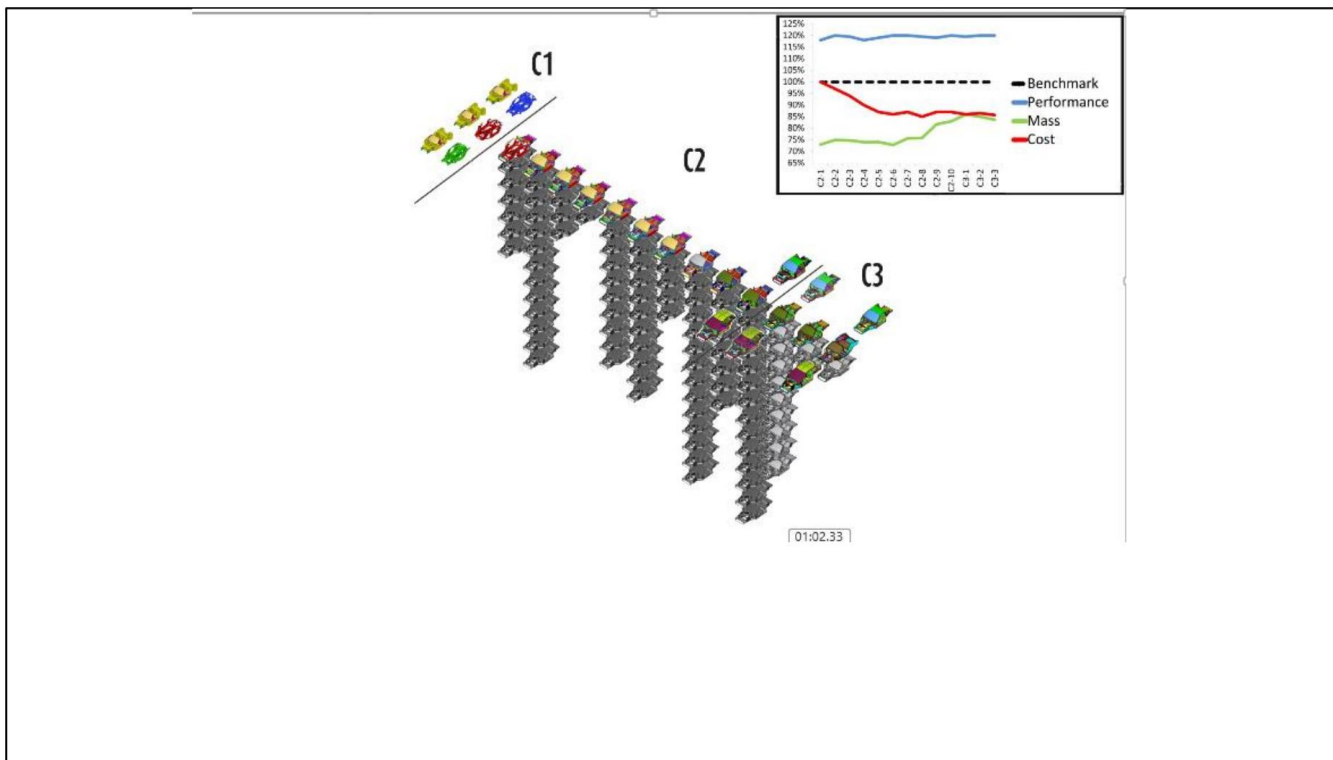 C1
C2
C3
125%
120%
115%
110%
105%
100%
95%
90%
85%
80%
75%
70%
65%
Benchmark
Performance
Mass
Cost
C2-1
C2-2
C2-3
C2-4
C2-5
C2-6
C2-7
C2-8
C2-9
C2-10
C3-1
C3-2
C3-3
01:02.33